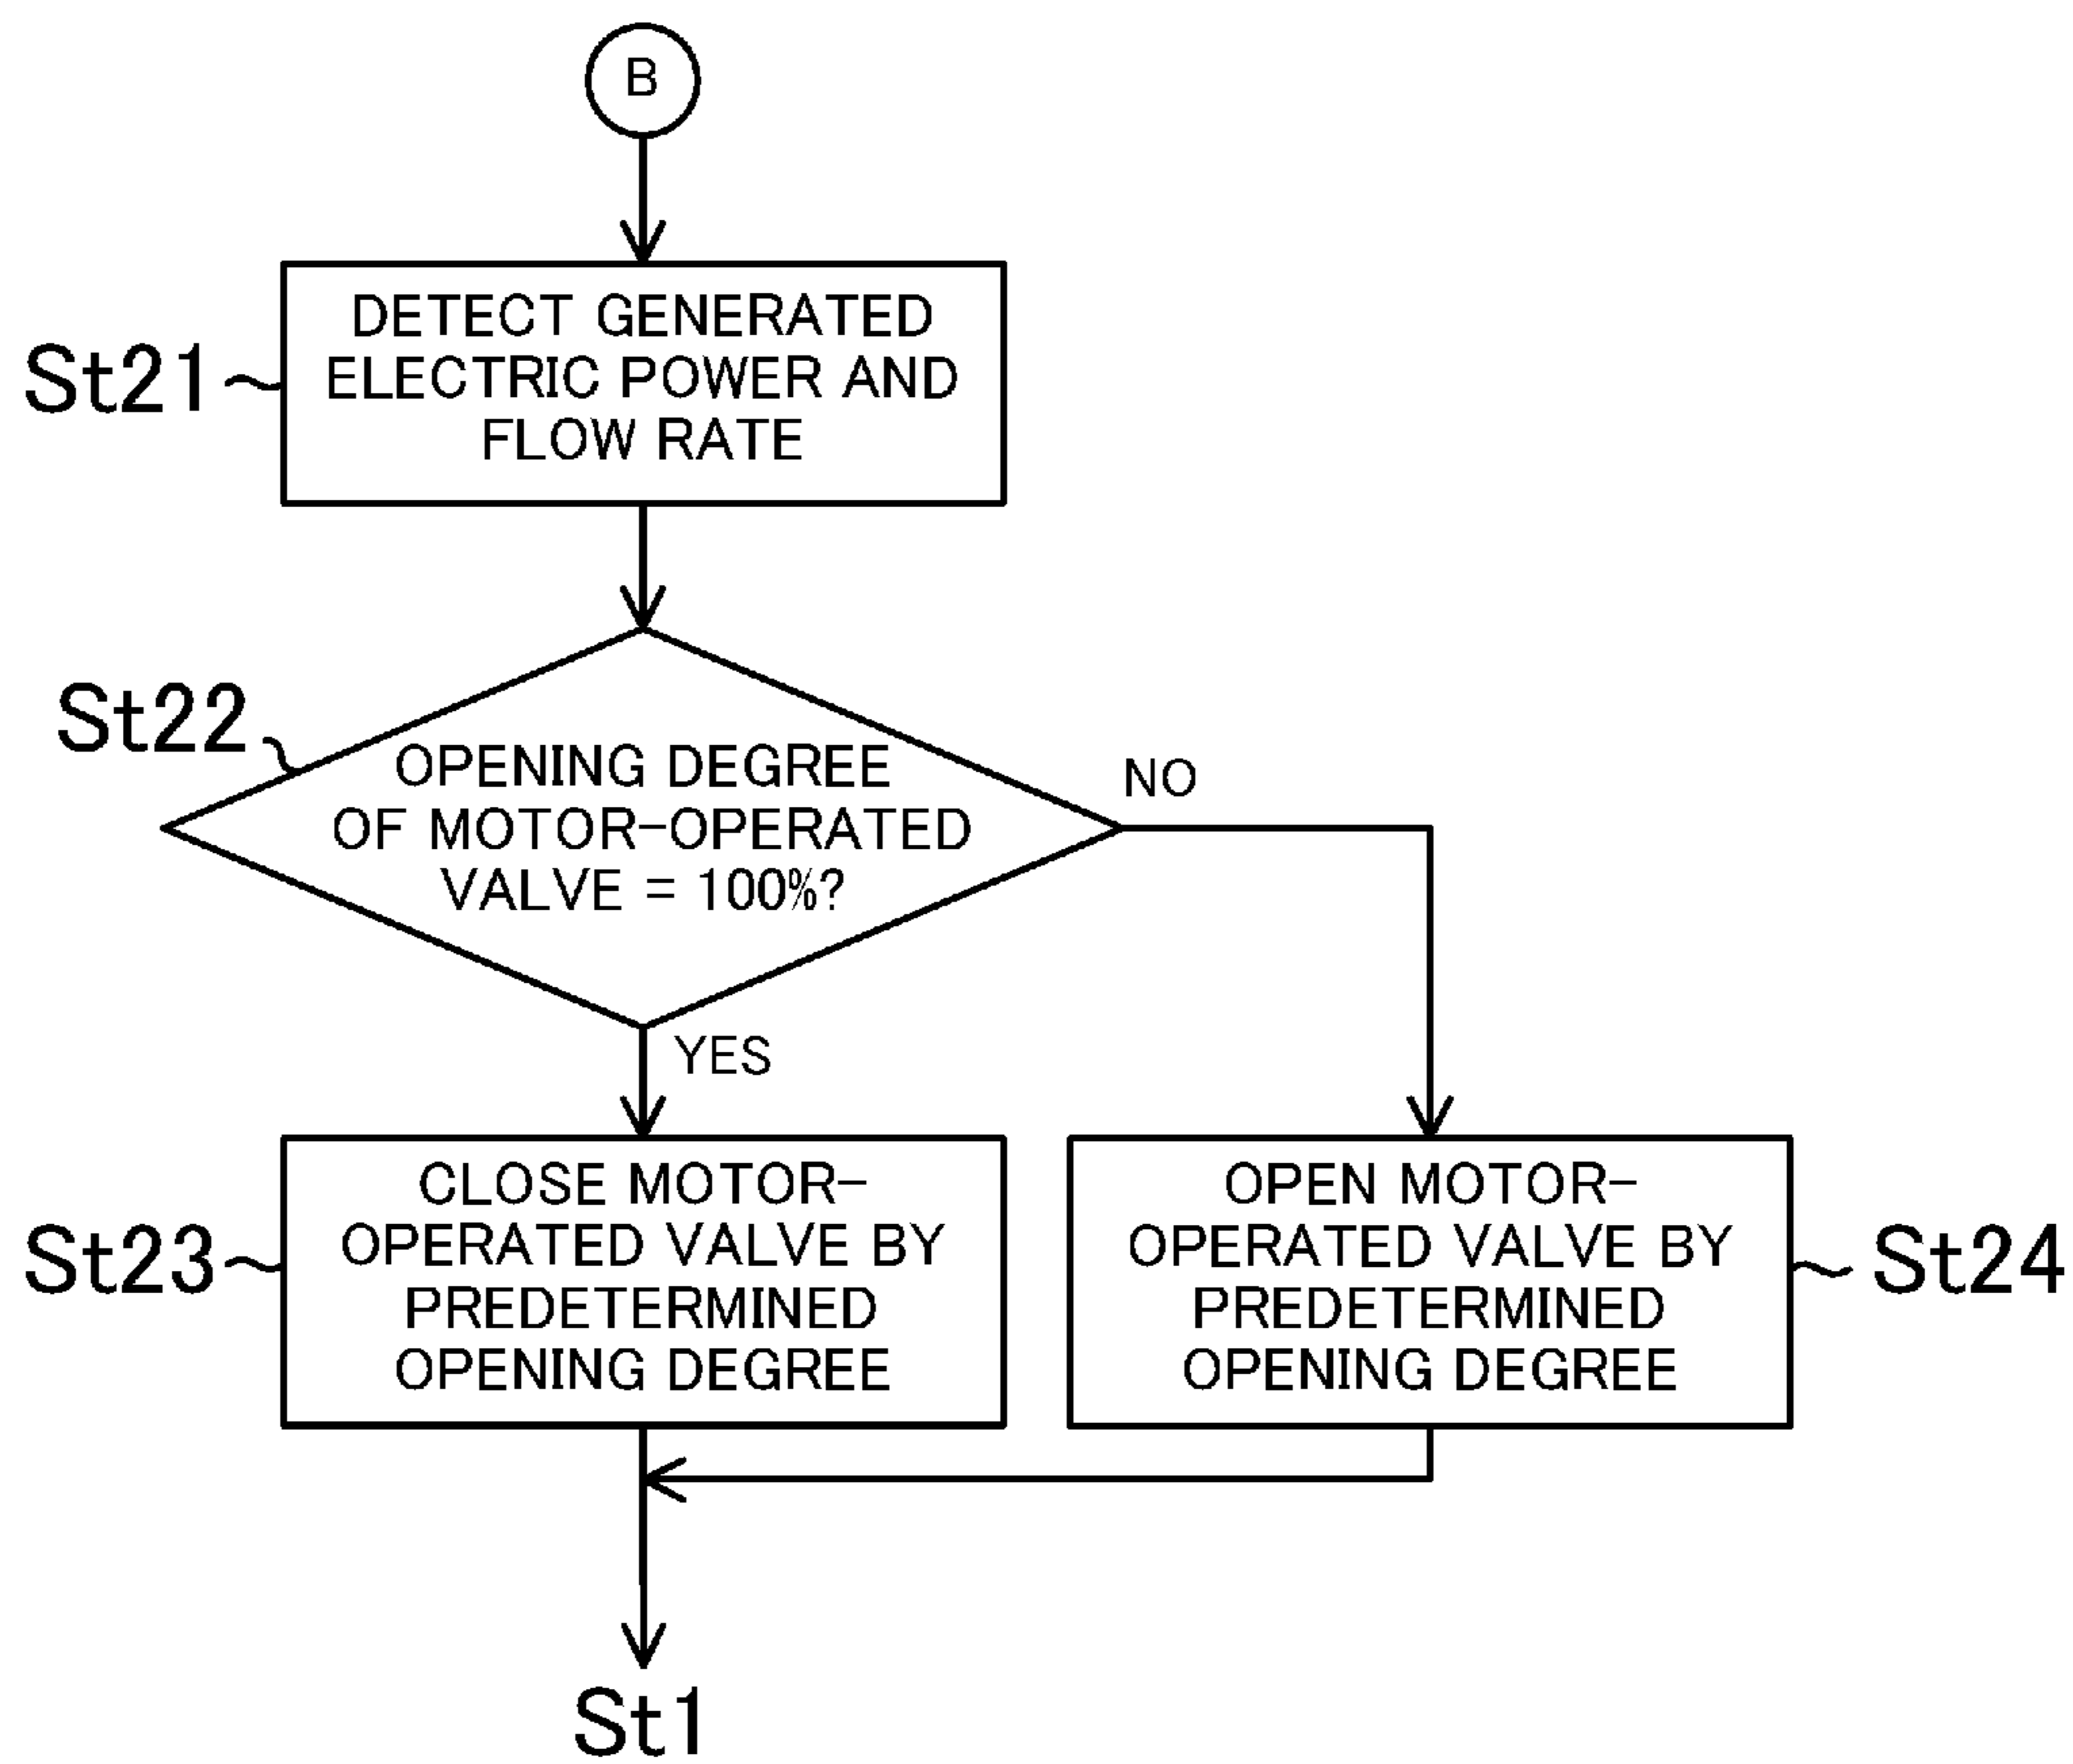 B
DETECT GENERATED
ELECTRIC POWER AND
FLOW RATE
St21
St22
OPENING DEGREE
OF MOTOR-OPERATED
VALVE = 100%?
NO
YES
CLOSE MOTOR-
OPERATED VALVE BY
PREDETERMINED
OPENING DEGREE
St23
OPEN MOTOR-
OPERATED VALVE BY
PREDETERMINED
OPENING DEGREE
St24
St1